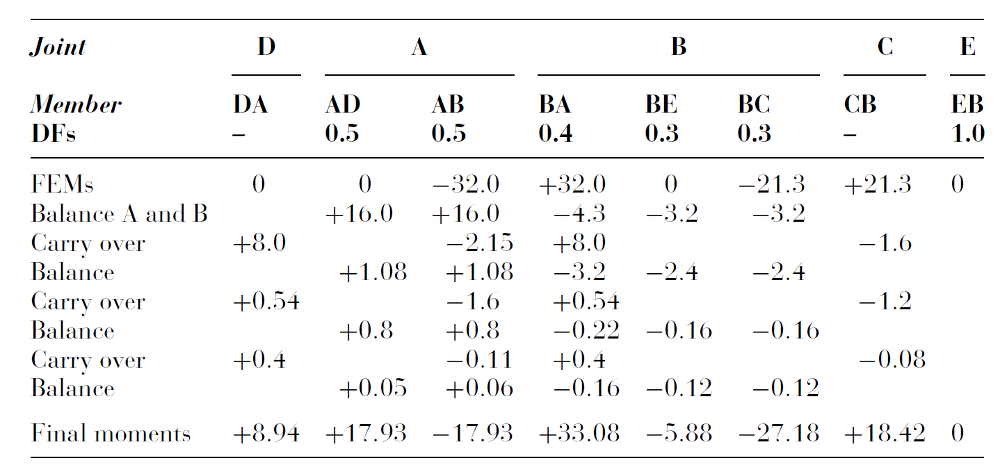 Joint D A B C E
Member DA AD AB BA BE BC CB EB
DFs – 0.5 0.5 0.4 0.3 0.3 – 1.0
FEMs 0 0 −32.0 +32.0 0 −21.3 +21.3 0
Balance A and B +16.0 +16.0 −4.3 −3.2 −3.2
Carry over +8.0 −2.15 +8.0 −1.6
Balance +1.08 +1.08 −3.2 −2.4 −2.4
Carry over +0.54 −1.6 +0.54 −1.2
Balance +0.8 +0.8 −0.22 −0.16 −0.16
Carry over +0.4 −0.11 +0.4 −0.08
Balance +0.05 +0.06 −0.16 −0.12 −0.12
Final moments +8.94 +17.93 −17.93 +33.08 −5.88 −27.18 +18.42 0